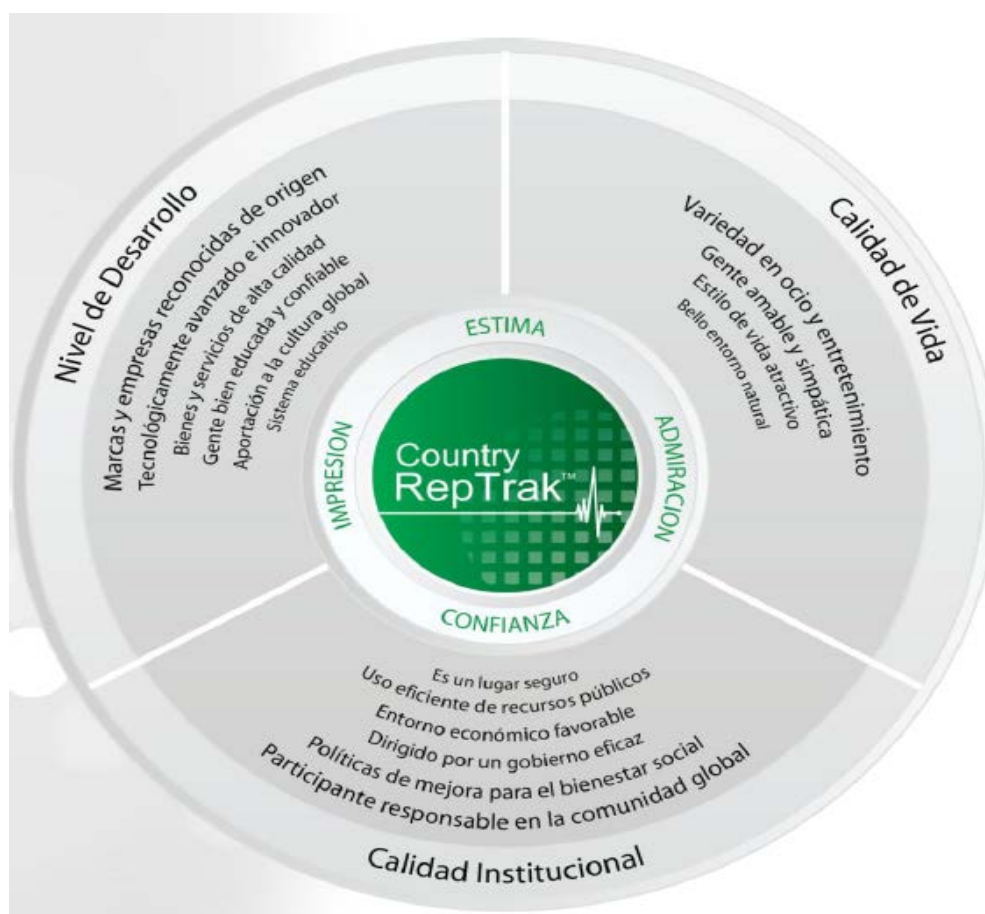 Nivel de Desarrollo
Marcas y empresas reconocidas de origen
Tecnológicamente avanzado e innovador
Bienes y servicios de alta calidad
Gente bien educada y confiable
Aportación a la cultura global
Sistema educativo
Calidad de Vida
Variedad en ocio y entretenimiento
Gente amable y simpática
Estilo de vida atractivo
Bello entorno natural
ESTIMA
ADMIRACION
CONFIANZA
IMPRESION
Country
RepTrak™
Es un lugar seguro
Uso eficiente de recursos públicos
Entorno económico favorable
Dirigido por un gobierno eficaz
Políticas de mejora para el bienestar social
Participante responsable en la comunidad global
Calidad Institucional